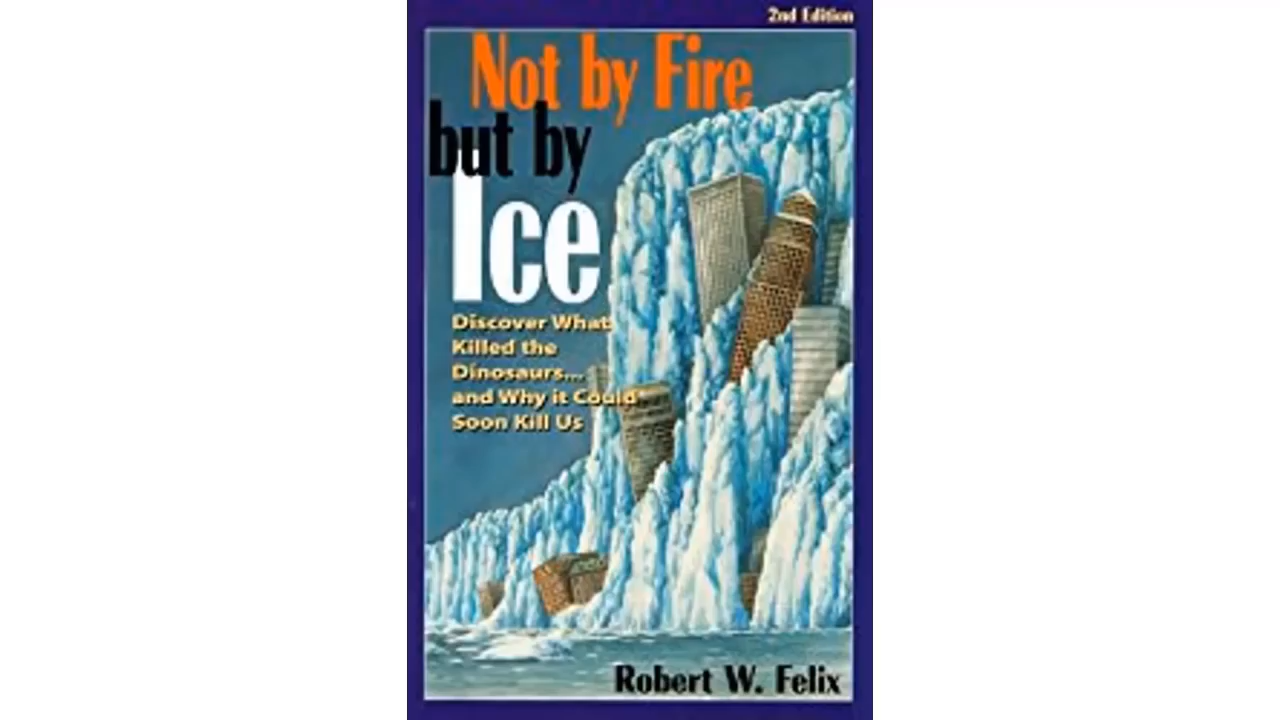 2nd Edition
Not by Fire
but by
Ice
Discover What
Killed the
Dinosaurs...
and Why it Could
Soon Kill Us
Robert W. Felix